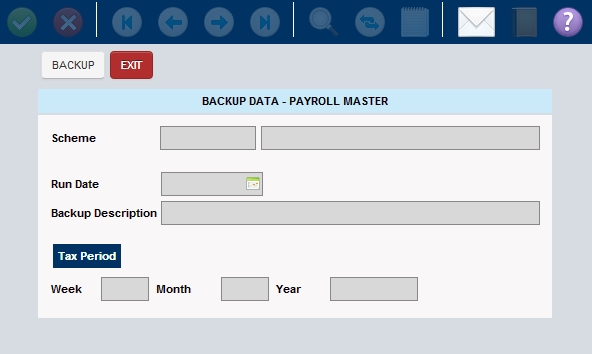 BACKUP EXIT
BACKUP DATA - PAYROLL MASTER
Scheme
Run Date
Backup Description
Tax Period
Week Month Year